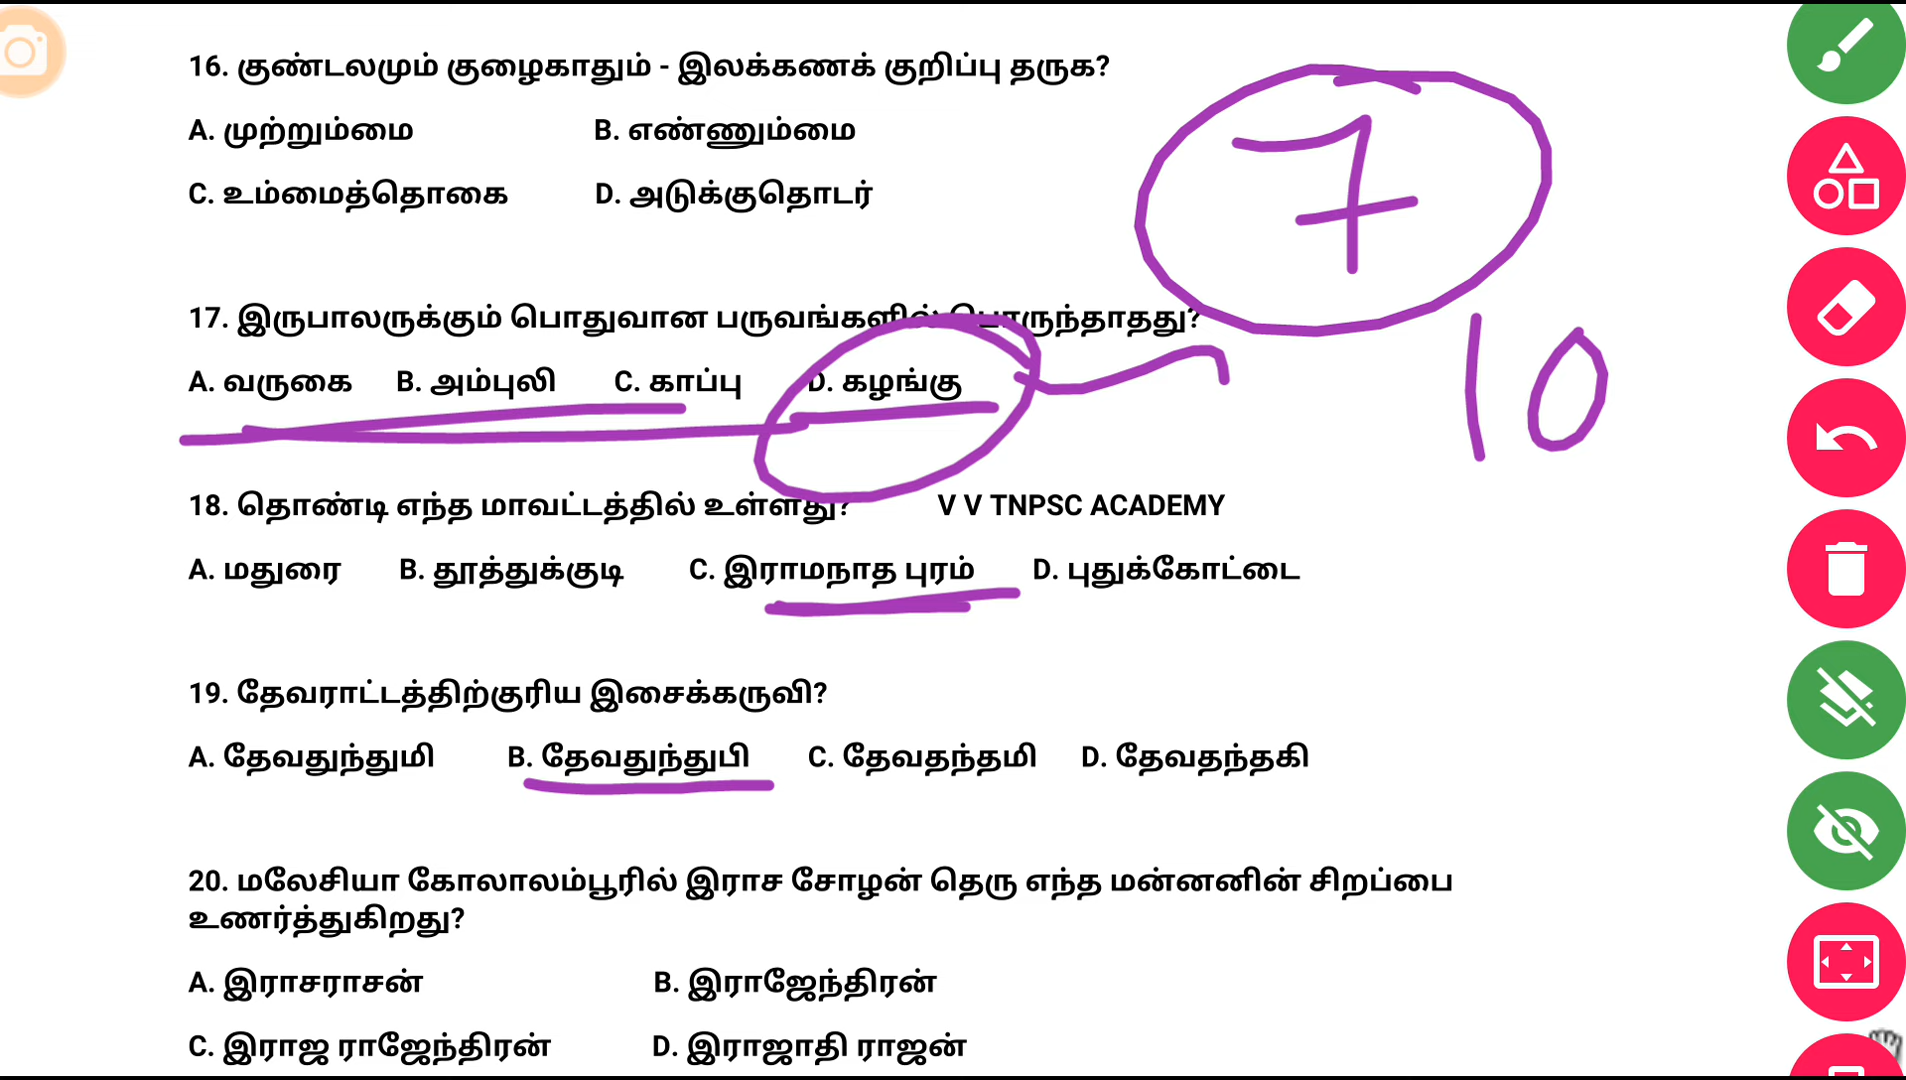 16. குண்டலமும் குழைகாதும் - இலக்கணக் குறிப்பு தருக?
A. முற்றும்மை B. எண்ணும்மை
C. உம்மைத்தொகை D. அடுக்குதொடர்
7
17. இருபாலருக்கும் பொதுவான பருவங்களில் பொருந்தாதது?
A. வருகை B. அம்புலி C. காப்பு D. கழங்கு
10
18. தொண்டி எந்த மாவட்டத்தில் உள்ளது? V V TNPSC ACADEMY
A. மதுரை B. தூத்துக்குடி C. இராமநாத புரம் D. புதுக்கோட்டை
19. தேவராட்டத்திற்குரிய இசைக்கருவி?
A. தேவதுந்துமி B. தேவதுந்துபி C. தேவதந்தமி D. தேவதந்தகி
20. மலேசியா கோலாலம்பூரில் இராச சோழன் தெரு எந்த மன்னனின் சிறப்பை
உணர்த்துகிறது?
A. இராசராசன் B. இராஜேந்திரன்
C. இராஜ ராஜேந்திரன் D. இராஜாதி ராஜன்